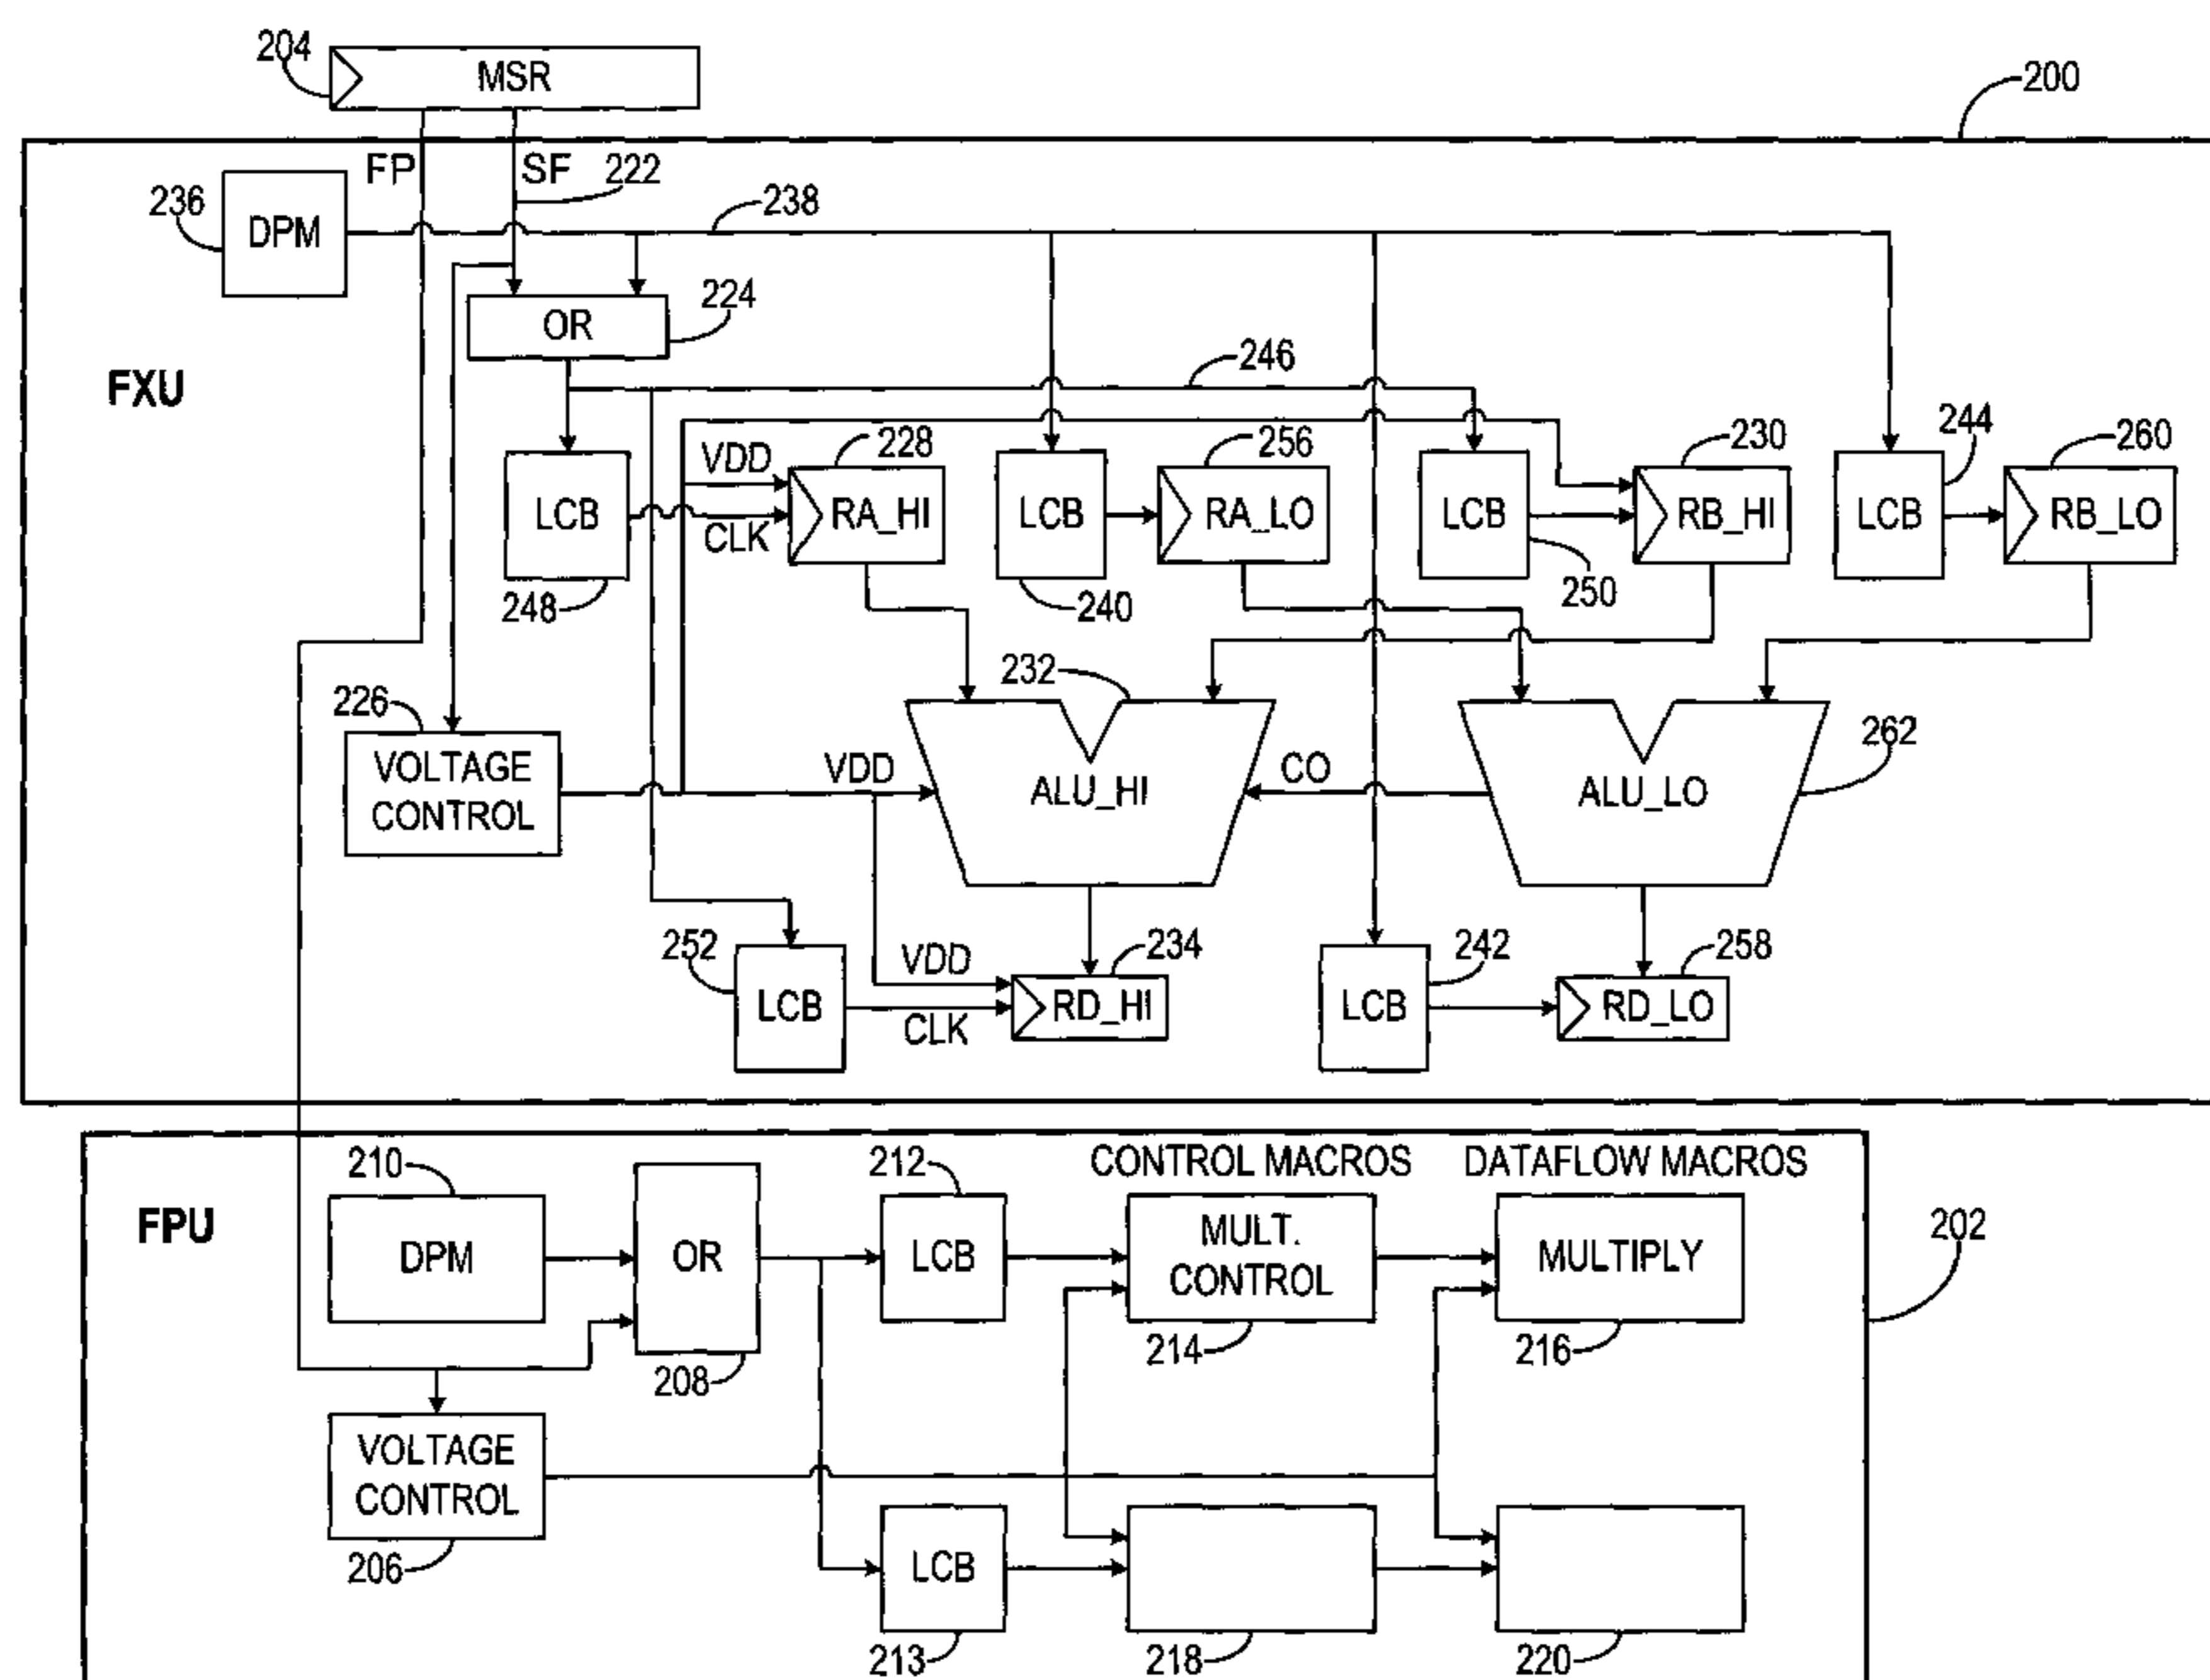 204
MSR
200
FP
SF
222
236
DPM
238
224
OR
FXU
246
VDD
228
256
230
244
260
LCB
CLK
RA_HI
LCB
RA_LO
LCB
RB_HI
LCB
RB_LO
248
240
250
232
226
VOLTAGE
CONTROL
VDD
ALU_HI
CO
ALU_LO
262
252
LCB
VDD
CLK
234
RD_HI
242
LCB
258
RD_LO
210
212
CONTROL MACROS
DATAFLOW MACROS
FPU
DPM
OR
LCB
MULT.
CONTROL
MULTIPLY
202
208
214
216
VOLTAGE
CONTROL
206
LCB
213
218
220